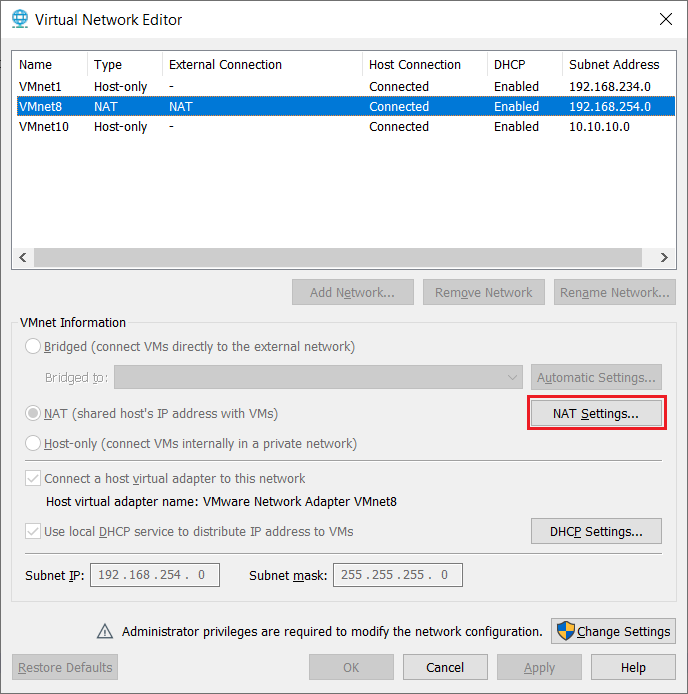 Virtual Network Editor
Name Type External Connection Host Connection DHCP Subnet Address
VMnet1 Host-only - Connected Enabled 192.168.234.0
VMnet8 NAT NAT Connected Enabled 192.168.254.0
VMnet10 Host-only - Connected Enabled 10.10.10.0
Add Network... Remove Network Rename Network...
VMnet Information
Bridged (connect VMs directly to the external network)
Bridged to: Automatic Settings...
NAT (shared host's IP address with VMs) NAT Settings...
Host-only (connect VMs internally in a private network)
Connect a host virtual adapter to this network
Host virtual adapter name: VMware Network Adapter VMnet8
Use local DHCP service to distribute IP address to VMs DHCP Settings...
Subnet IP: 192 . 168 . 254 . 0 Subnet mask: 255 . 255 . 255 . 0
Administrator privileges are required to modify the network configuration. Change Settings
Restore Defaults OK Cancel Apply Help